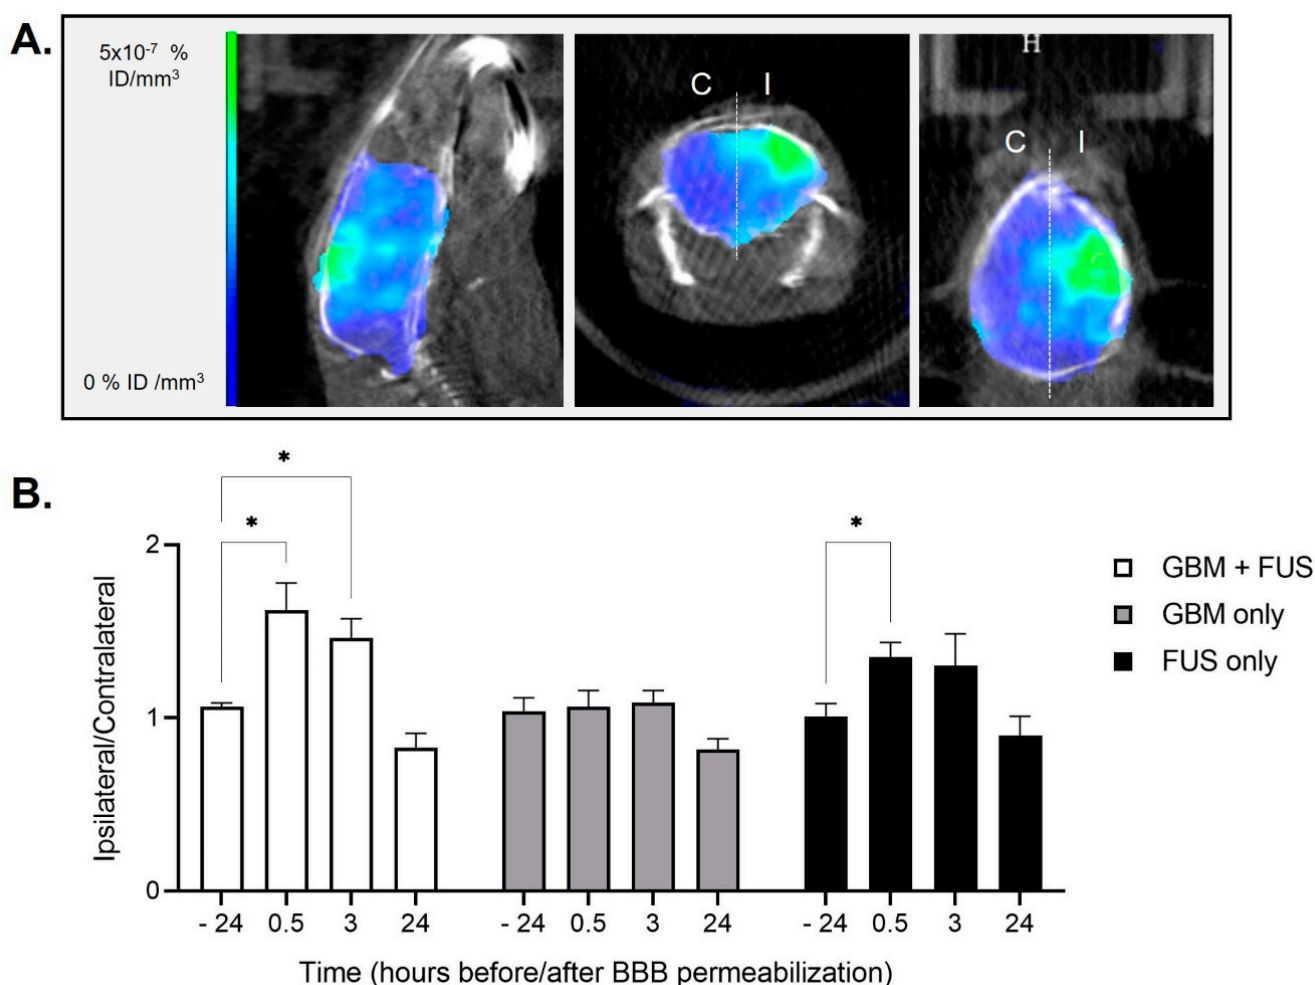 A.
5x10⁻⁷ %
ID/mm³
0 % ID /mm³
C I
H
C I
B.
* *
*
Ipsilateral/Contralateral
2
1
0
- 24 0.5 3 24 - 24 0.5 3 24 - 24 0.5 3 24
Time (hours before/after BBB permeabilization)
GBM + FUS
GBM only
FUS only